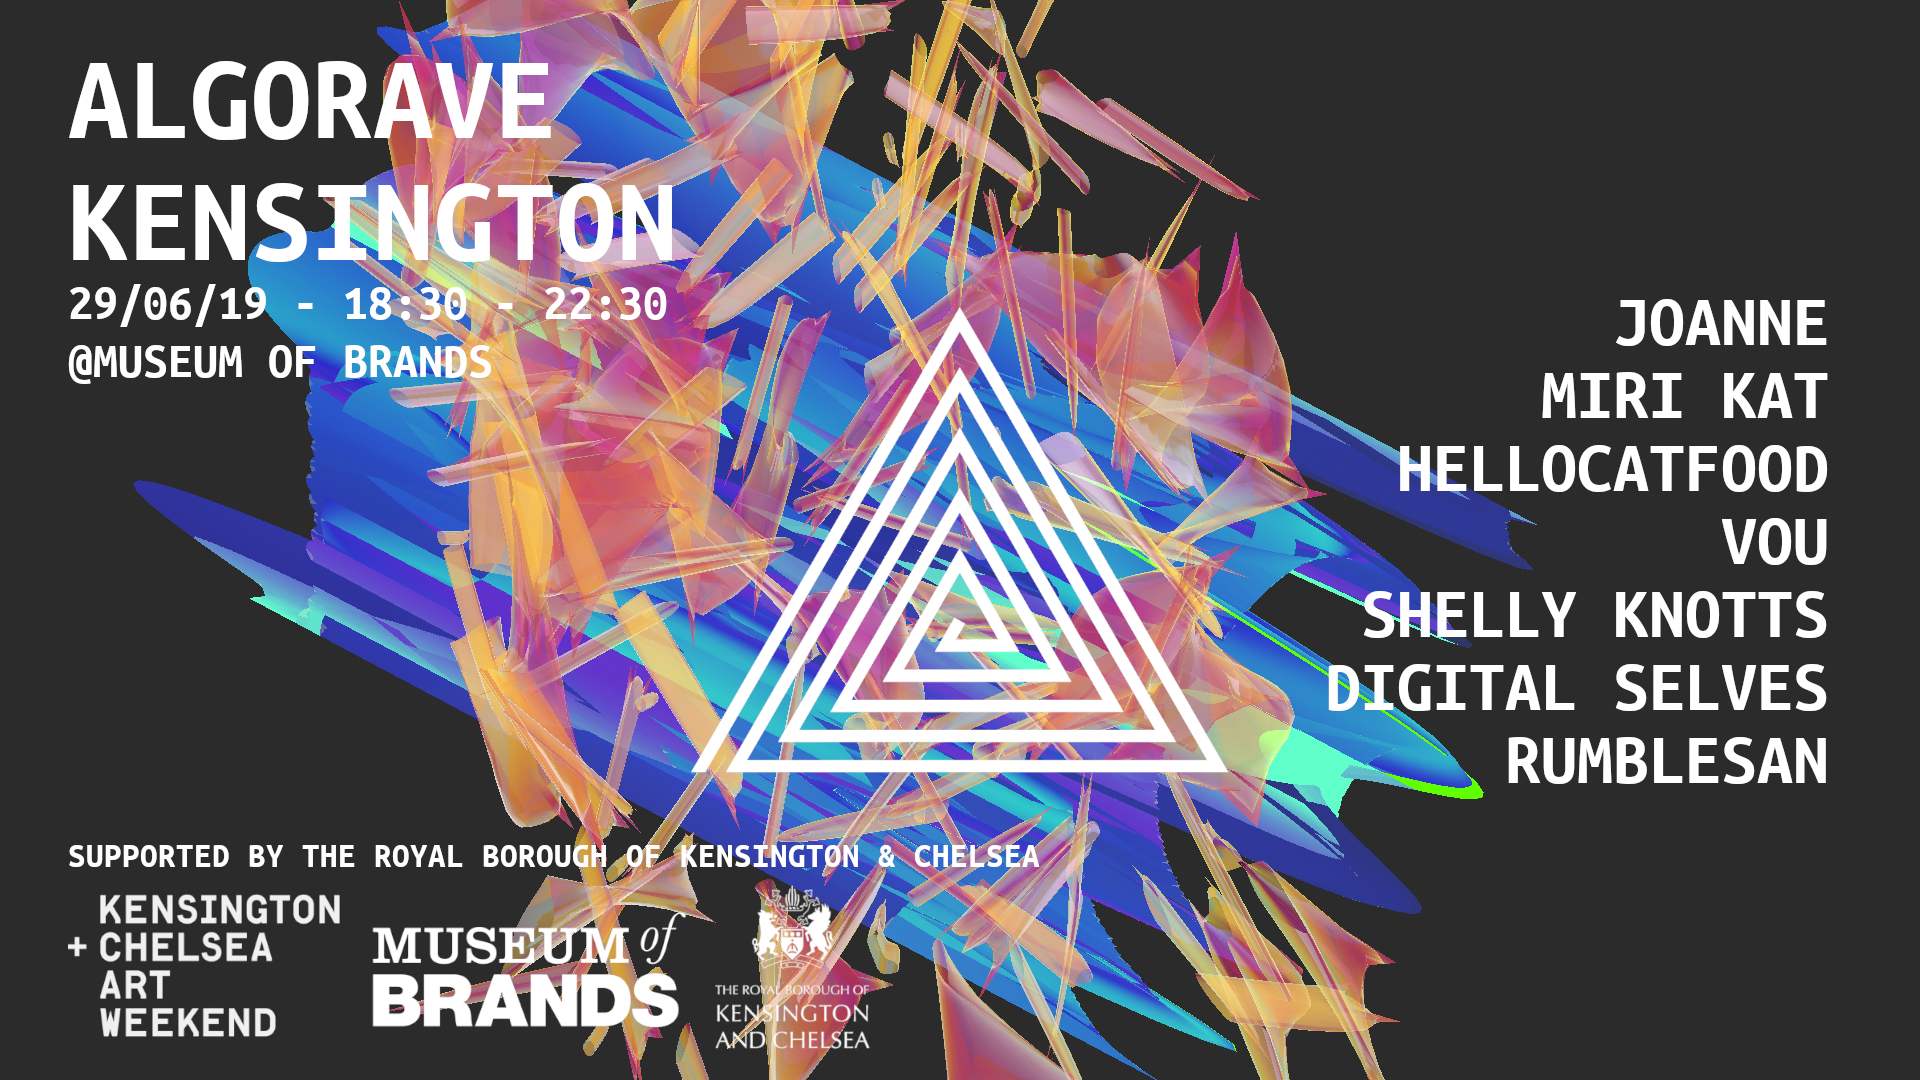 ALGORAVE
KENSINGTON
29/06/19 - 18:30 - 22:30
@MUSEUM OF BRANDS
JOANNE
MIRI KAT
HELLOCATFOOD
VOU
SHELLY KNOTTS
DIGITAL SELVES
RUMBLESAN
SUPPORTED BY THE ROYAL BOROUGH OF KENSINGTON & CHELSEA
KENSINGTON
+ CHELSEA
ART
WEEKEND
MUSEUM of
BRANDS
THE ROYAL BOROUGH OF
KENSINGTON
AND CHELSEA